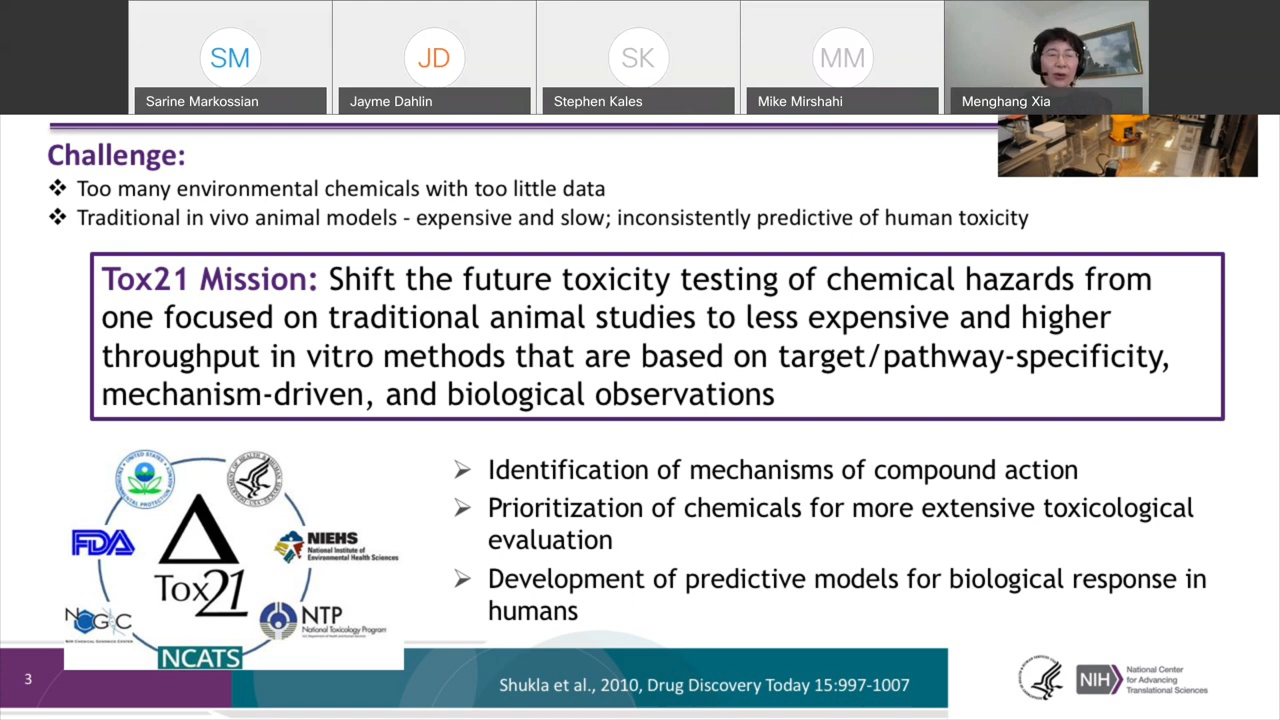 SM
JD
SK
MM
Sarine Markossian
Jayme Dahlin
Stephen Kales
Mike Mirshahi
Menghang Xia
Challenge:
❖ Too many environmental chemicals with too little data
❖ Traditional in vivo animal models - expensive and slow; inconsistently predictive of human toxicity
Tox21 Mission: Shift the future toxicity testing of chemical hazards from
one focused on traditional animal studies to less expensive and higher
throughput in vitro methods that are based on target/pathway-specificity,
mechanism-driven, and biological observations
➢ Identification of mechanisms of compound action
➢ Prioritization of chemicals for more extensive toxicological
evaluation
➢ Development of predictive models for biological response in
humans
FDA
NIEHS
National Institute of
Environmental Health Sciences
Tox21
NCGC
NTP
National Toxicology Program
NCATS
3
Shukla et al., 2010, Drug Discovery Today 15:997-1007
NIH
National Center
for Advancing
Translational Sciences